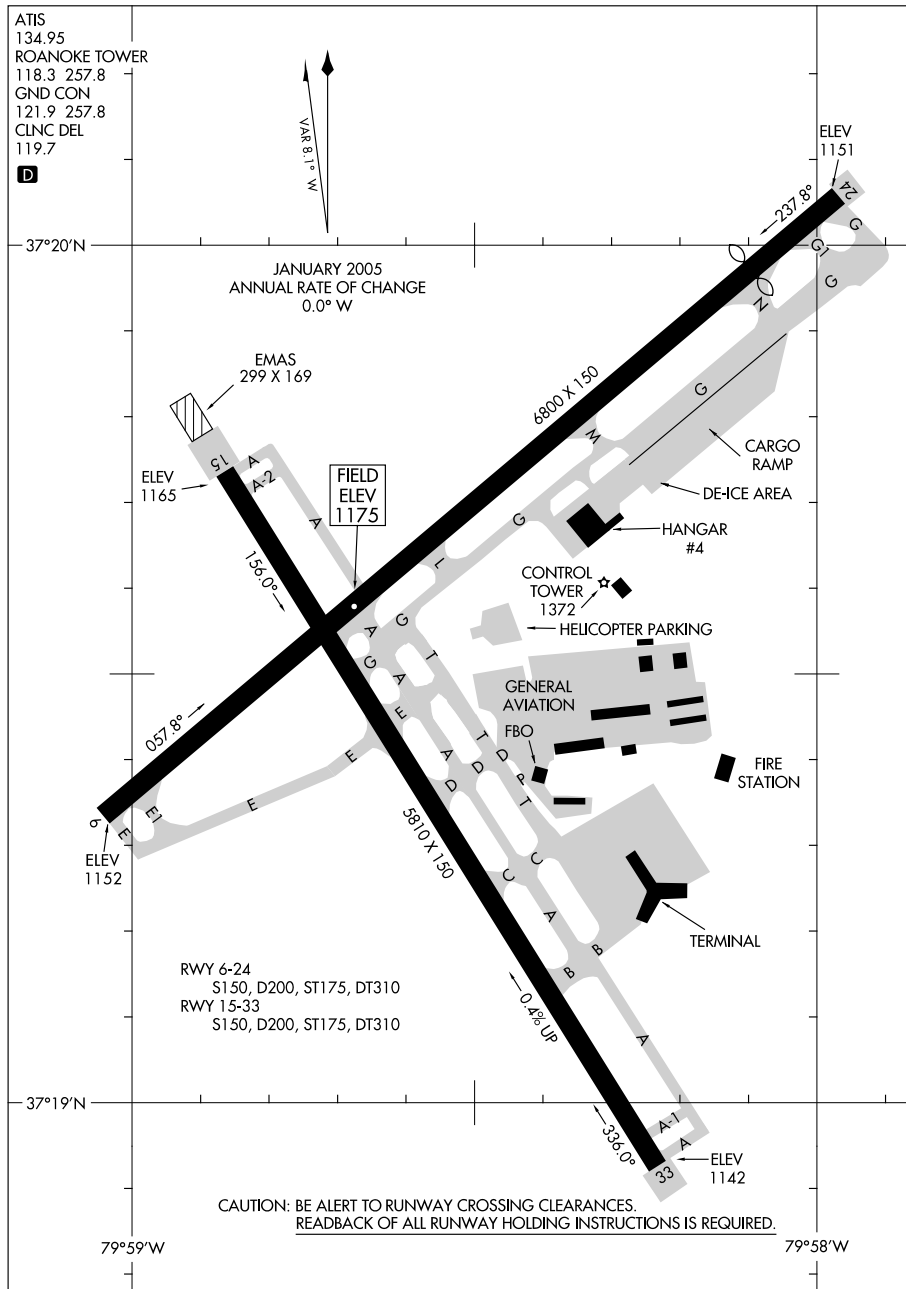 ATIS
134.95
ROANOKE TOWER
118.3 257.8
GND CON
121.9 257.8
CLNC DEL
119.7
D
VAR 8.1° W
JANUARY 2005
ANNUAL RATE OF CHANGE
0.0° W
ELEV
1151
24
237.8°
G
G1
G
N
37°20'N
EMAS
299 X 169
6800 X 150
G
M
CARGO
RAMP
DE-ICE AREA
15
A
A-2
ELEV
1165
FIELD
ELEV
1175
A
G
HANGAR
#4
156.0°
L
CONTROL
TOWER
1372
HELICOPTER PARKING
A
G
T
G
A
GENERAL
AVIATION
FBO
057.8°
E
E
E
A
T
D
D
D
P
T
FIRE
STATION
E
E1
E
6
ELEV
1152
5810 X 150
C
C
A
TERMINAL
B
B
RWY 6-24
S150, D200, ST175, DT310
RWY 15-33
S150, D200, ST175, DT310
0.4% UP
A
37°19'N
336.0°
A-1
A
33
ELEV
1142
CAUTION: BE ALERT TO RUNWAY CROSSING CLEARANCES.
READBACK OF ALL RUNWAY HOLDING INSTRUCTIONS IS REQUIRED.
79°59'W
79°58'W